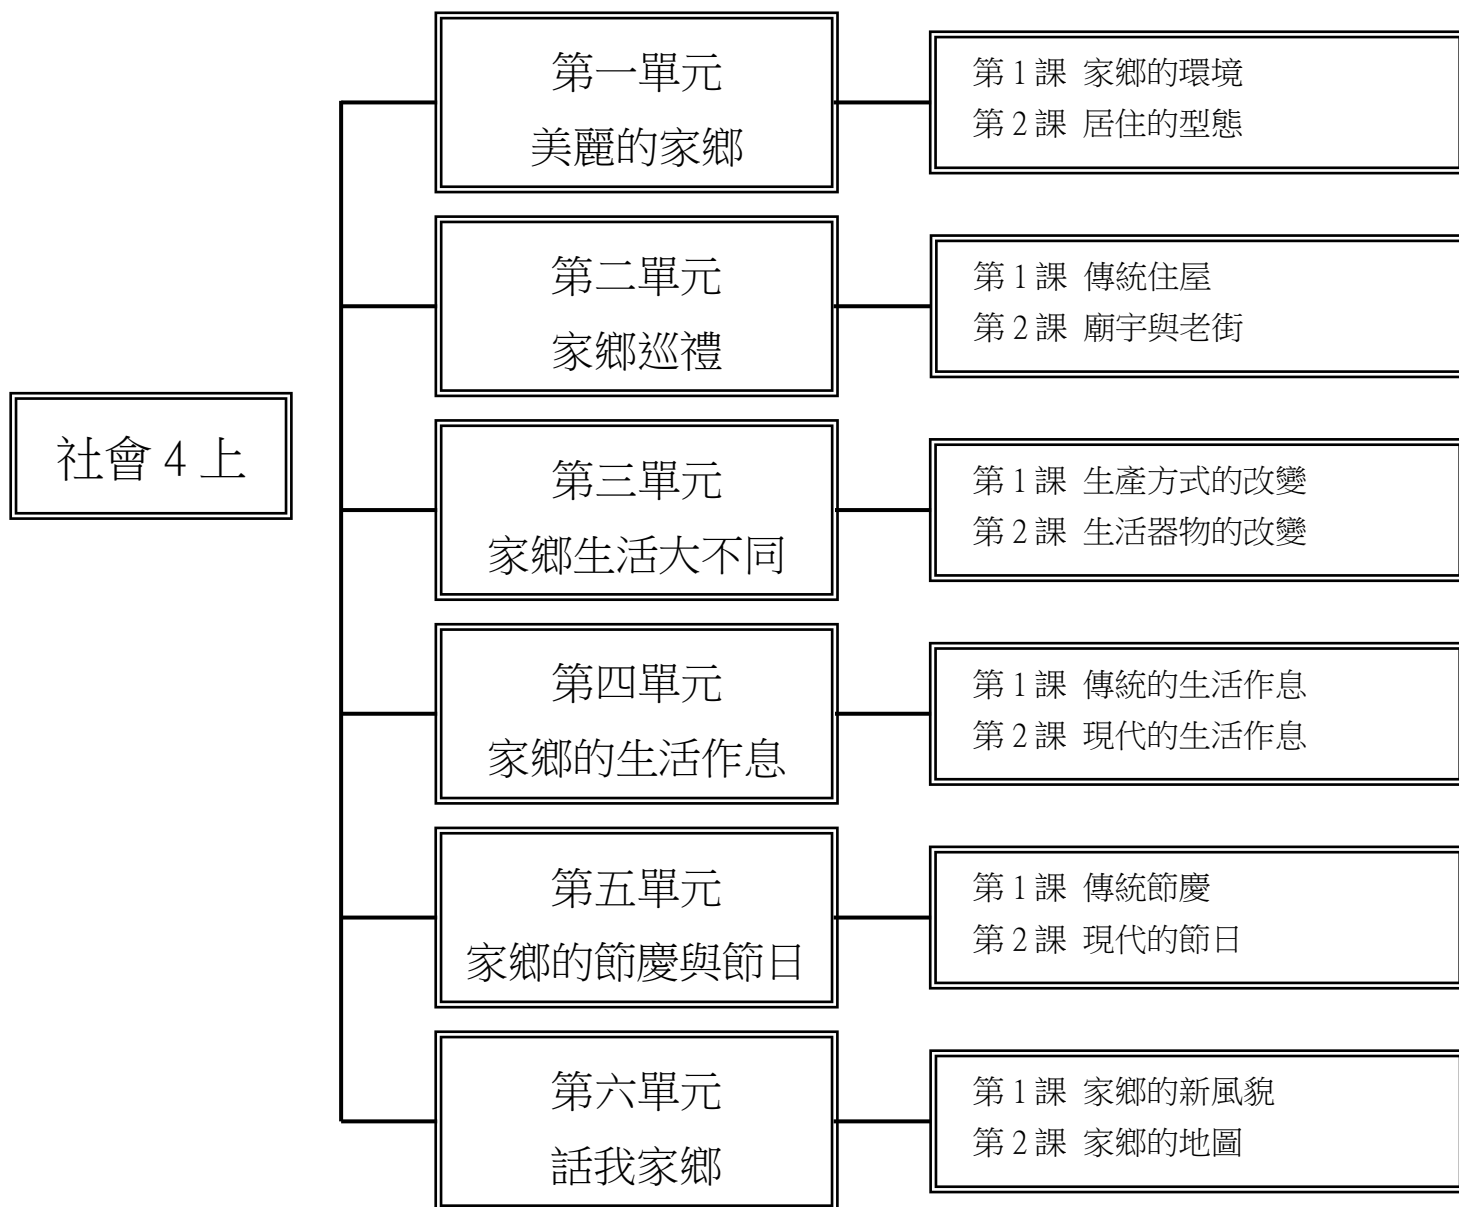 社會 4 上
第一單元
美麗的家鄉
第 1 課 家鄉的環境
第 2 課 居住的型態
第二單元
家鄉巡禮
第 1 課 傳統住屋
第 2 課 廟宇與老街
第三單元
家鄉生活大不同
第 1 課 生產方式的改變
第 2 課 生活器物的改變
第四單元
家鄉的生活作息
第 1 課 傳統的生活作息
第 2 課 現代的生活作息
第五單元
家鄉的節慶與節日
第 1 課 傳統節慶
第 2 課 現代的節日
第六單元
話我家鄉
第 1 課 家鄉的新風貌
第 2 課 家鄉的地圖